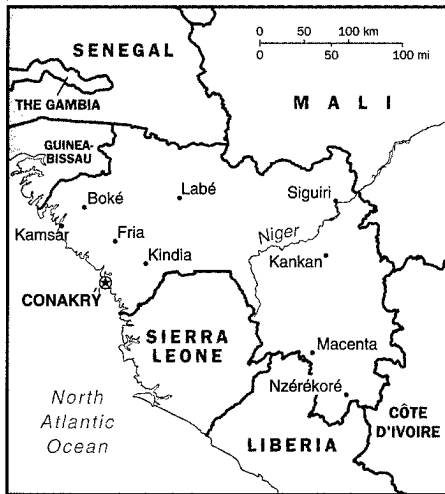 SENEGAL
0 50 100 km
0 50 100 mi
THE GAMBIA
MALI
GUINEA-
BISSAU
Labé
Boké
Siguiri
Kamsar
Fria
Niger
Kindia
Kankan
CONAKRY
SIERRA
LEONE
Macenta
North
Atlantic
Ocean
Nzérékoré
CÔTE
D'IVOIRE
LIBERIA